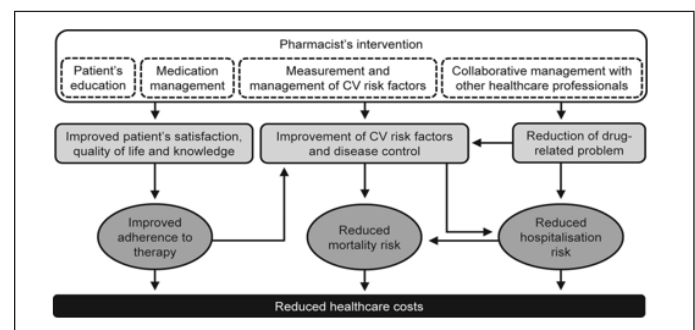 Pharmacist's intervention
Patient's
education
Medication
management
Measurement and
management of CV risk factors
Collaborative management with
other healthcare professionals
Improved patient's satisfaction,
quality of life and knowledge
Improvement of CV risk factors
and disease control
Reduction of drug-
related problem
Improved
adherence to
therapy
Reduced
mortality risk
Reduced
hospitalisation
risk
Reduced healthcare costs